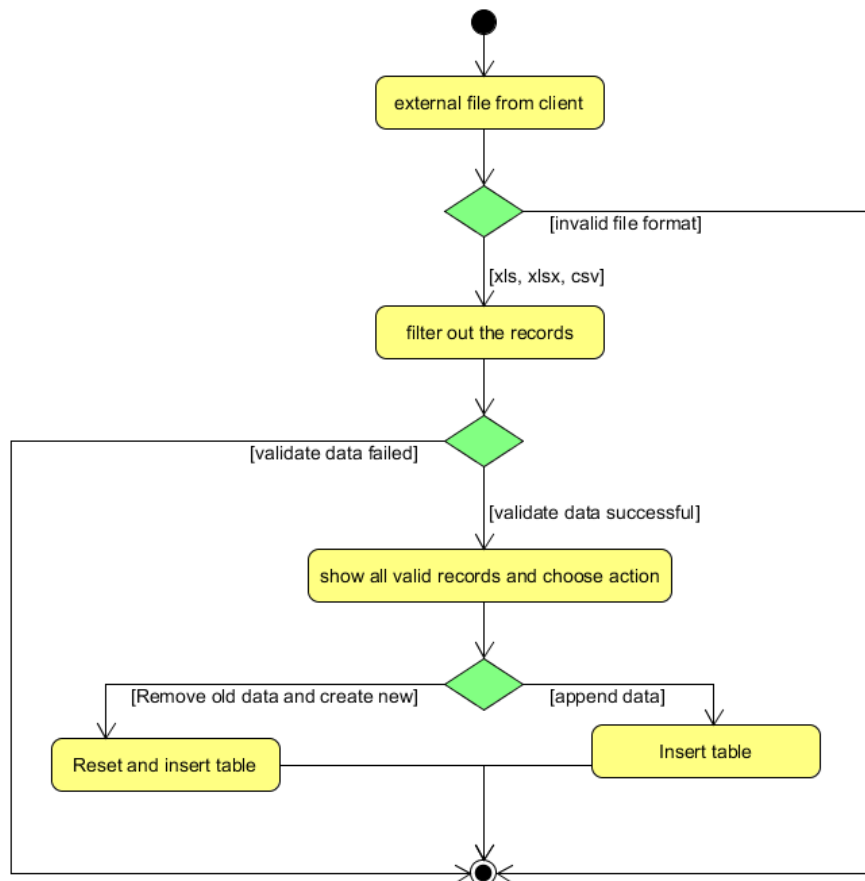 external file from client
[invalid file format]
[xls, xlsx, csv]
filter out the records
[validate data failed]
[validate data successful]
show all valid records and choose action
[Remove old data and create new]
[append data]
Reset and insert table
Insert table